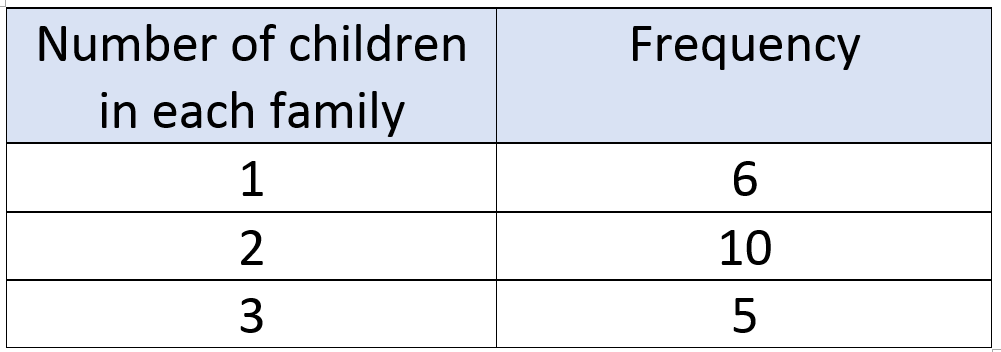 Number of children Frequency
in each family
1 6
2 10
3 5